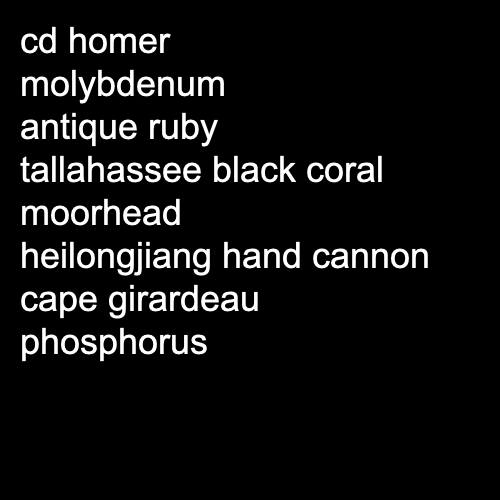 cd homer
molybdenum
antique ruby
tallahassee black coral
moorhead
heilongjiang hand cannon
cape girardeau
phosphorus